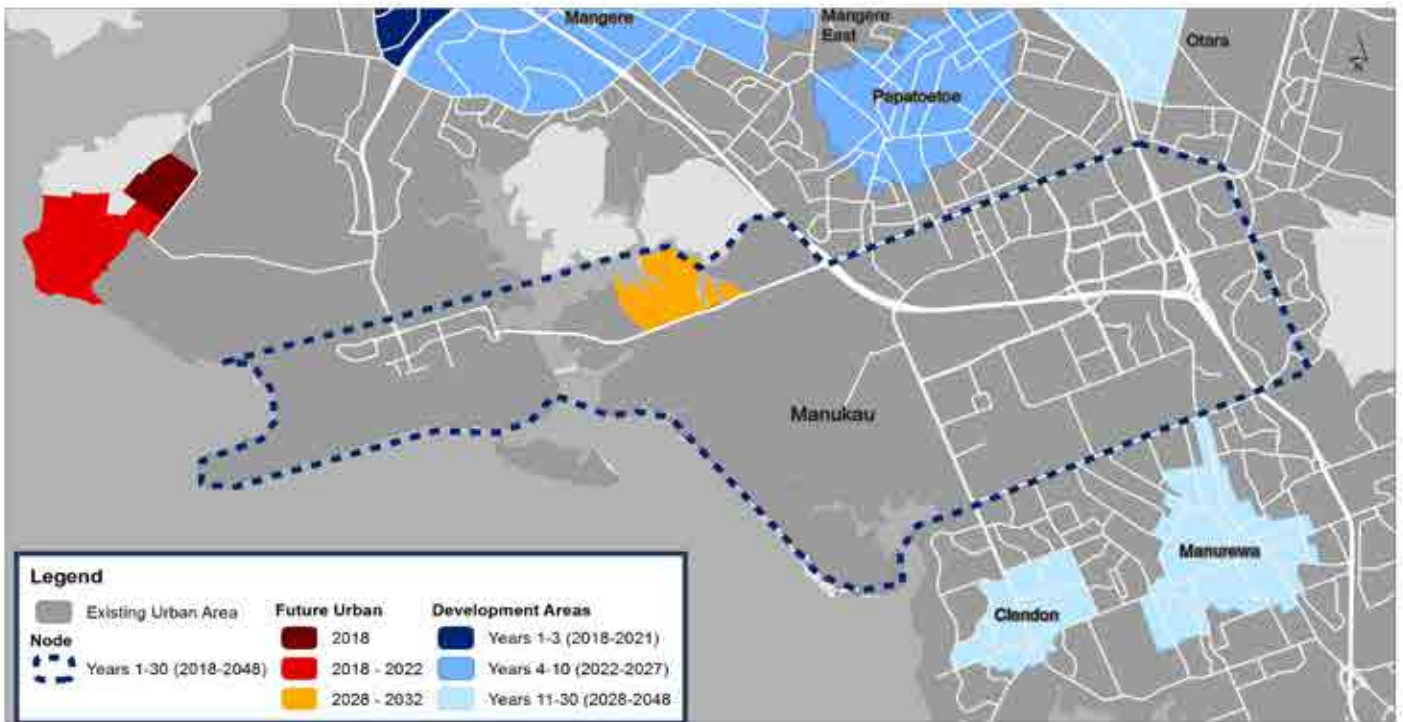 Mangere
Mangere
East
Otara
N
Papatoetoe
Manukau
Manurewa
Clendon
Legend
Existing Urban Area
Node
Years 1-30 (2018-2048)
Future Urban
2018
2018 - 2022
2028 - 2032
Development Areas
Years 1-3 (2018-2021)
Years 4-10 (2022-2027)
Years 11-30 (2028-2048